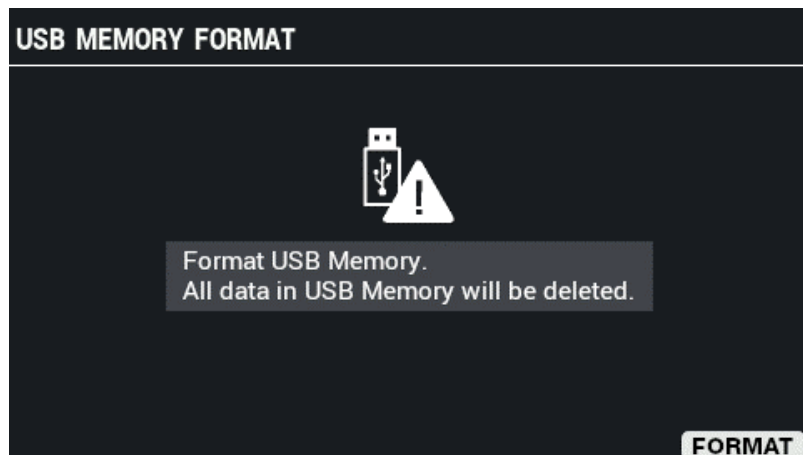 USB MEMORY FORMAT
Format USB Memory.
All data in USB Memory will be deleted.
FORMAT